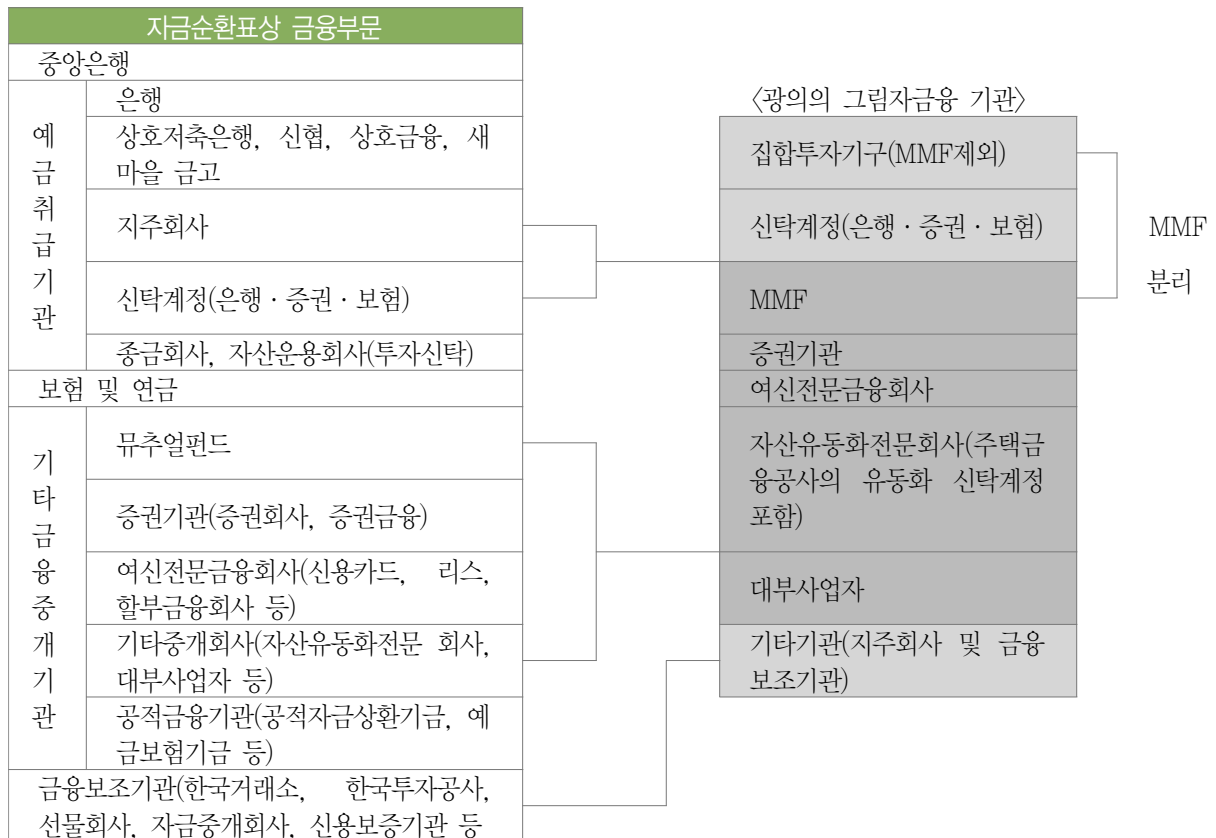 자금순환표상 금융부문
중앙은행
예
금
취
급
기
관
은행
상호저축은행, 신협, 상호금융, 새
마을 금고
지주회사
신탁계정(은행 · 증권 · 보험)
종금회사, 자산운용회사(투자신탁)
보험 및 연금
기
타
금
융
중
개
기
관
뮤추얼펀드
증권기관(증권회사, 증권금융)
여신전문금융회사(신용카드, 리스,
할부금융회사 등)
기타중개회사(자산유동화전문 회사,
대부사업자 등)
공적금융기관(공적자금상환기금, 예
금보험기금 등)
금융보조기관(한국거래소, 한국투자공사,
선물회사, 자금중개회사, 신용보증기관 등
〈광의의 그림자금융 기관〉
집합투자기구(MMF제외)
신탁계정(은행 · 증권 · 보험)
MMF
증권기관
여신전문금융회사
자산유동화전문회사(주택금
융공사의 유동화 신탁계정
포함)
대부사업자
기타기관(지주회사 및 금융
보조기관)
MMF
분리